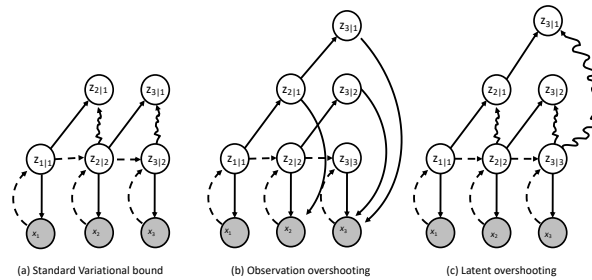 z3|1 z3|1
z2|1 z3|1 z2|1 z3|2 z2|1 z3|2
z1|1 z2|2 z3|2 z1|1 z2|2 z3|3 z1|1 z2|2 z3|3
x1 x2 x3 x1 x2 x3 x1 x2 x3
(a) Standard Variational bound (b) Observation overshooting (c) Latent overshooting